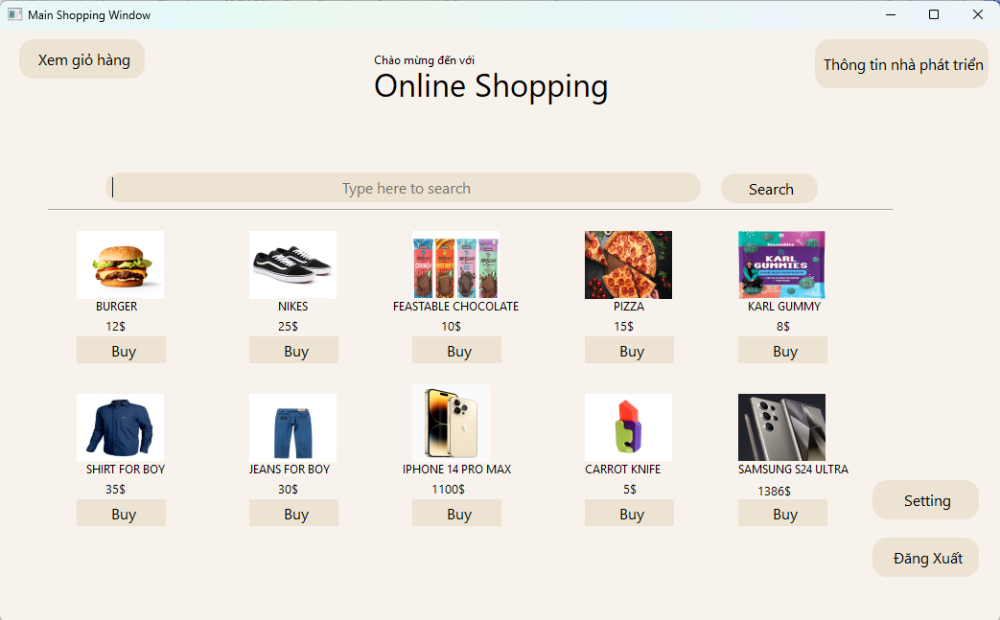 Main Shopping Window
Xem giỏ hàng
Chào mừng đến với
Online Shopping
Thông tin nhà phát triển
Type here to search
Search
KARL
GUMMIES
BURGER
NIKES
FEASTABLE CHOCOLATE
PIZZA
KARL GUMMY
12$
25$
10$
15$
8$
Buy
Buy
Buy
Buy
Buy
SHIRT FOR BOY
JEANS FOR BOY
IPHONE 14 PRO MAX
CARROT KNIFE
SAMSUNG S24 ULTRA
35$
30$
1100$
5$
1386$
Buy
Buy
Buy
Buy
Buy
Setting
Đăng Xuất